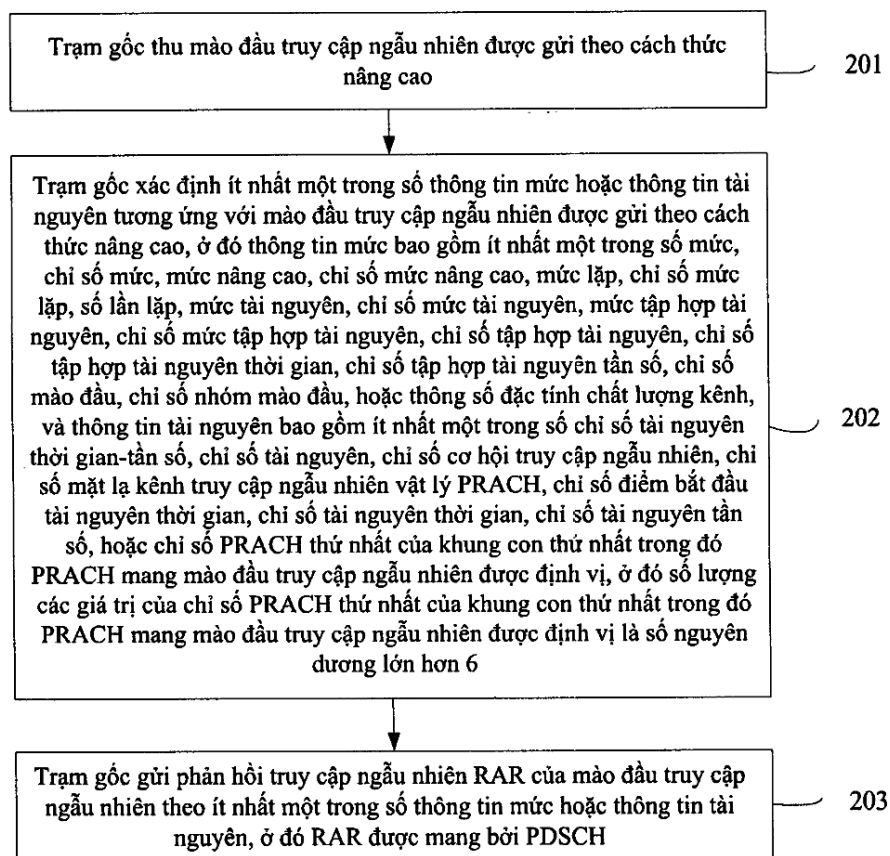 Trạm gốc thu mào đầu truy cập ngẫu nhiên được gửi theo cách thức
nâng cao
201
Trạm gốc xác định ít nhất một trong số thông tin mức hoặc thông tin tài
nguyên tương ứng với mào đầu truy cập ngẫu nhiên được gửi theo cách
thức nâng cao, ở đó thông tin mức bao gồm ít nhất một trong số mức,
chỉ số mức, mức nâng cao, chỉ số mức nâng cao, mức lặp, chỉ số mức
lặp, số lần lặp, mức tài nguyên, chỉ số mức tài nguyên, mức tập hợp tài
nguyên, chỉ số mức tập hợp tài nguyên, chỉ số tập hợp tài nguyên, chỉ số
tập hợp tài nguyên thời gian, chỉ số tập hợp tài nguyên tần số, chỉ số
mào đầu, chỉ số nhóm mào đầu, hoặc thông số đặc tính chất lượng kênh,
và thông tin tài nguyên bao gồm ít nhất một trong số chỉ số tài nguyên
thời gian-tần số, chỉ số tài nguyên, chỉ số cơ hội truy cập ngẫu nhiên, chỉ
số mặt lạ kênh truy cập ngẫu nhiên vật lý PRACH, chỉ số điểm bắt đầu
tài nguyên thời gian, chỉ số tài nguyên thời gian, chỉ số tài nguyên tần
số, hoặc chỉ số PRACH thứ nhất của khung con thứ nhất trong đó
PRACH mang mào đầu truy cập ngẫu nhiên được định vị, ở đó số lượng
các giá trị của chỉ số PRACH thứ nhất của khung con thứ nhất trong đó
PRACH mang mào đầu truy cập ngẫu nhiên được định vị là số nguyên
dương lớn hơn 6
202
Trạm gốc gửi phản hồi truy cập ngẫu nhiên RAR của mào đầu truy cập
ngẫu nhiên theo ít nhất một trong số thông tin mức hoặc thông tin tài
nguyên, ở đó RAR được mang bởi PDSCH
203